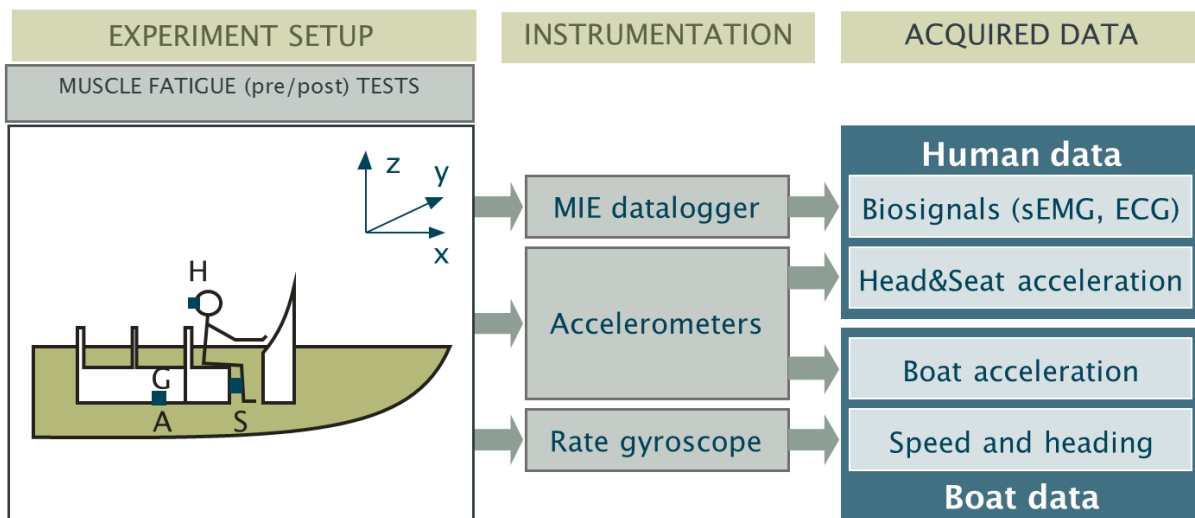 EXPERIMENT SETUP
INSTRUMENTATION
ACQUIRED DATA
MUSCLE FATIGUE (pre/post) TESTS
z
y
x
H
G
A
S
MIE datalogger
Accelerometers
Rate gyroscope
Human data
Biosignals (sEMG, ECG)
Head&Seat acceleration
Boat acceleration
Speed and heading
Boat data